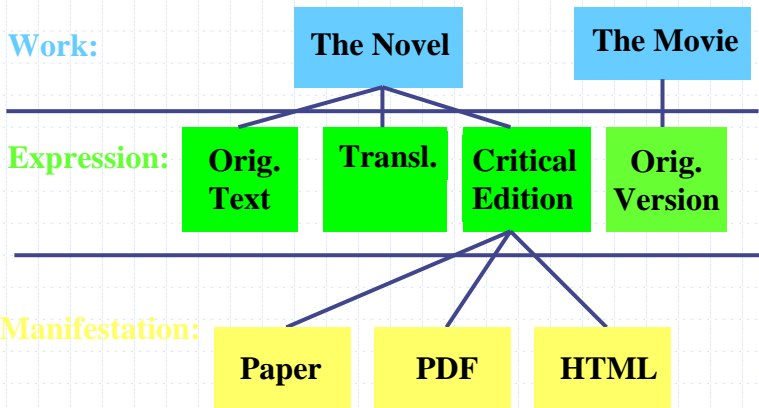 Work:
The Novel
The Movie
Expression:
Orig.
Text
Transl.
Critical
Edition
Orig.
Version
Manifestation:
Paper
PDF
HTML